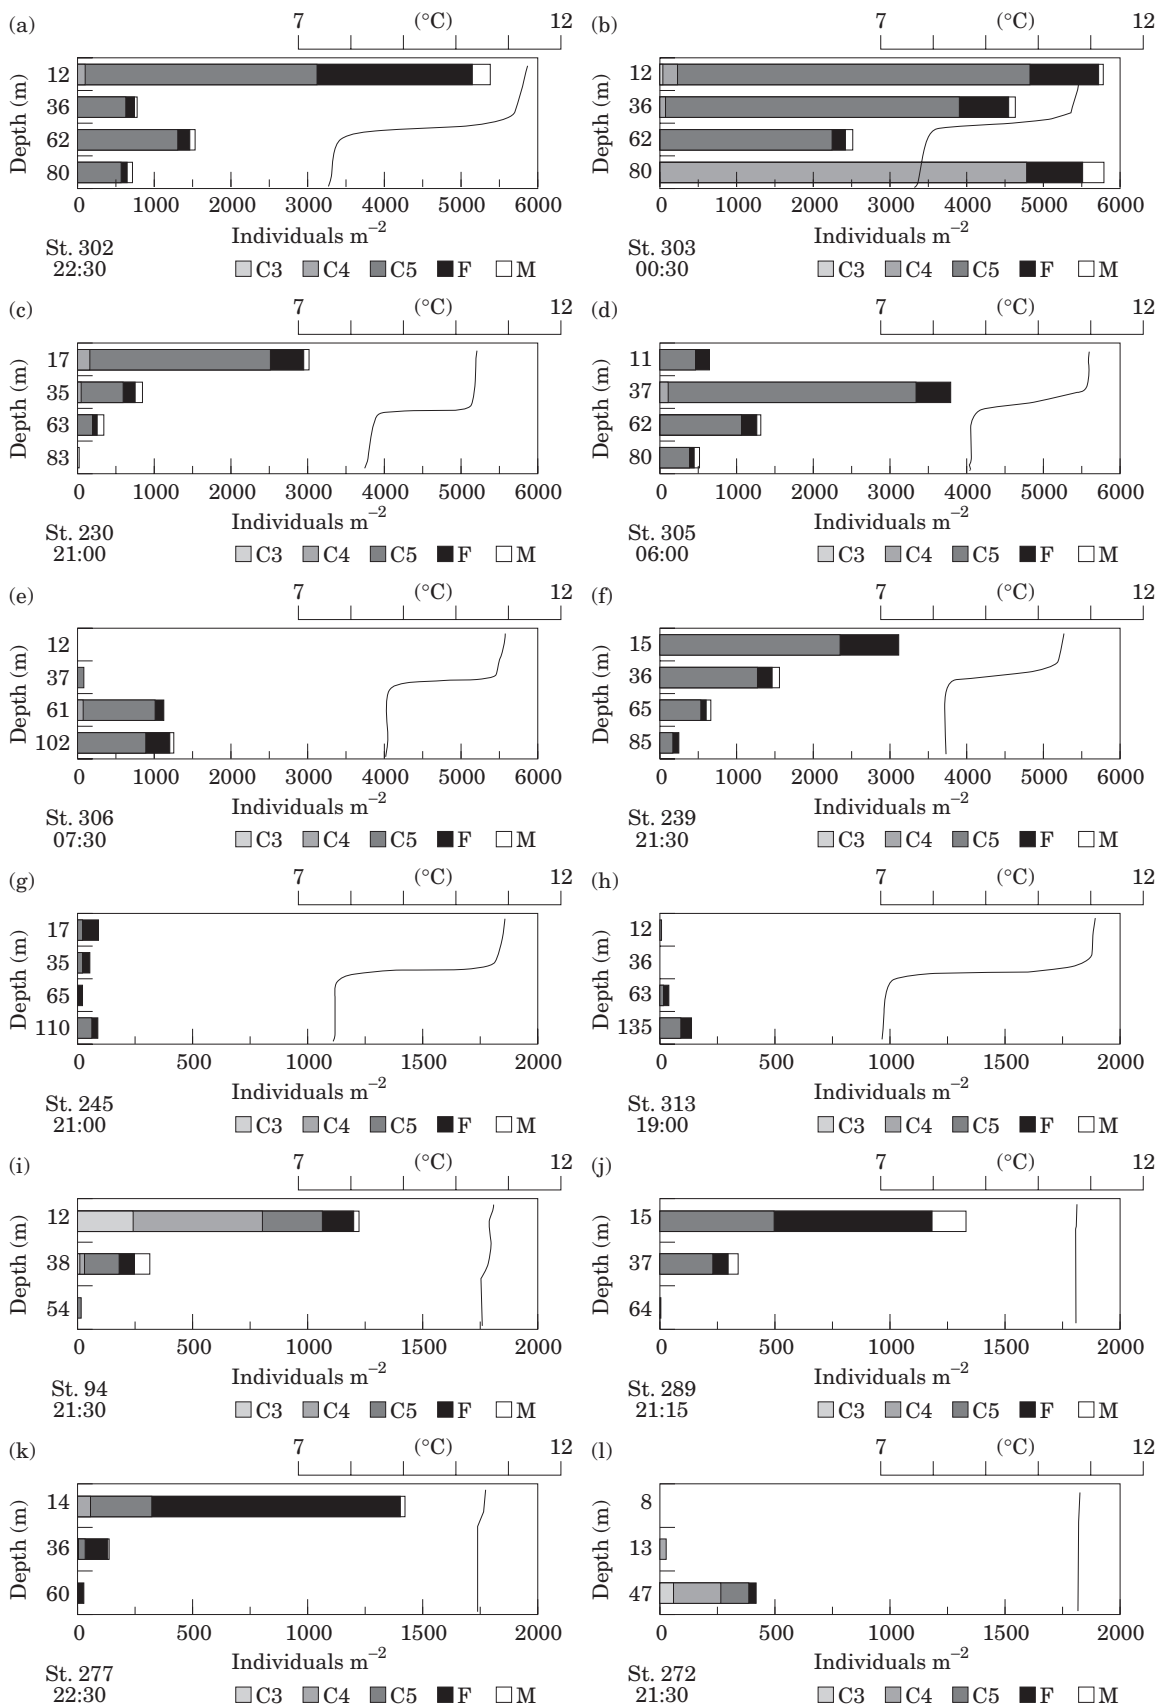 (a) 7 (°C) 12 (b) 7 (°C) 12
Depth (m) 12 36 62 80 Depth (m) 12 36 62 80
0 1000 2000 3000 4000 5000 6000 0 1000 2000 3000 4000 5000 6000
Individuals m−2 Individuals m−2
St. 302 St. 303
22:30 C3 C4 C5 F M 00:30 C3 C4 C5 F M
(c) 7 (°C) 12 (d) 7 (°C) 12
Depth (m) 17 35 63 83 Depth (m) 11 37 62 80
0 1000 2000 3000 4000 5000 6000 0 1000 2000 3000 4000 5000 6000
Individuals m−2 Individuals m−2
St. 230 St. 305
21:00 C3 C4 C5 F M 06:00 C3 C4 C5 F M
(e) 7 (°C) 12 (f) 7 (°C) 12
Depth (m) 12 37 61 102 Depth (m) 15 36 65 85
0 1000 2000 3000 4000 5000 6000 0 1000 2000 3000 4000 5000 6000
Individuals m−2 Individuals m−2
St. 306 St. 239
07:30 C3 C4 C5 F M 21:30 C3 C4 C5 F M
(g) 7 (°C) 12 (h) 7 (°C) 12
Depth (m) 17 35 65 110 Depth (m) 12 36 63 135
0 500 1000 1500 2000 0 500 1000 1500 2000
Individuals m−2 Individuals m−2
St. 245 St. 313
21:00 C3 C4 C5 F M 19:00 C3 C4 C5 F M
(i) 7 (°C) 12 (j) 7 (°C) 12
Depth (m) 12 38 54 Depth (m) 15 37 64
0 500 1000 1500 2000 0 500 1000 1500 2000
Individuals m−2 Individuals m−2
St. 94 St. 289
21:30 C3 C4 C5 F M 21:15 C3 C4 C5 F M
(k) 7 (°C) 12 (l) 7 (°C) 12
Depth (m) 14 36 60 Depth (m) 8 13 47
0 500 1000 1500 2000 0 500 1000 1500 2000
Individuals m−2 Individuals m−2
St. 277 St. 272
22:30 C3 C4 C5 F M 21:30 C3 C4 C5 F M